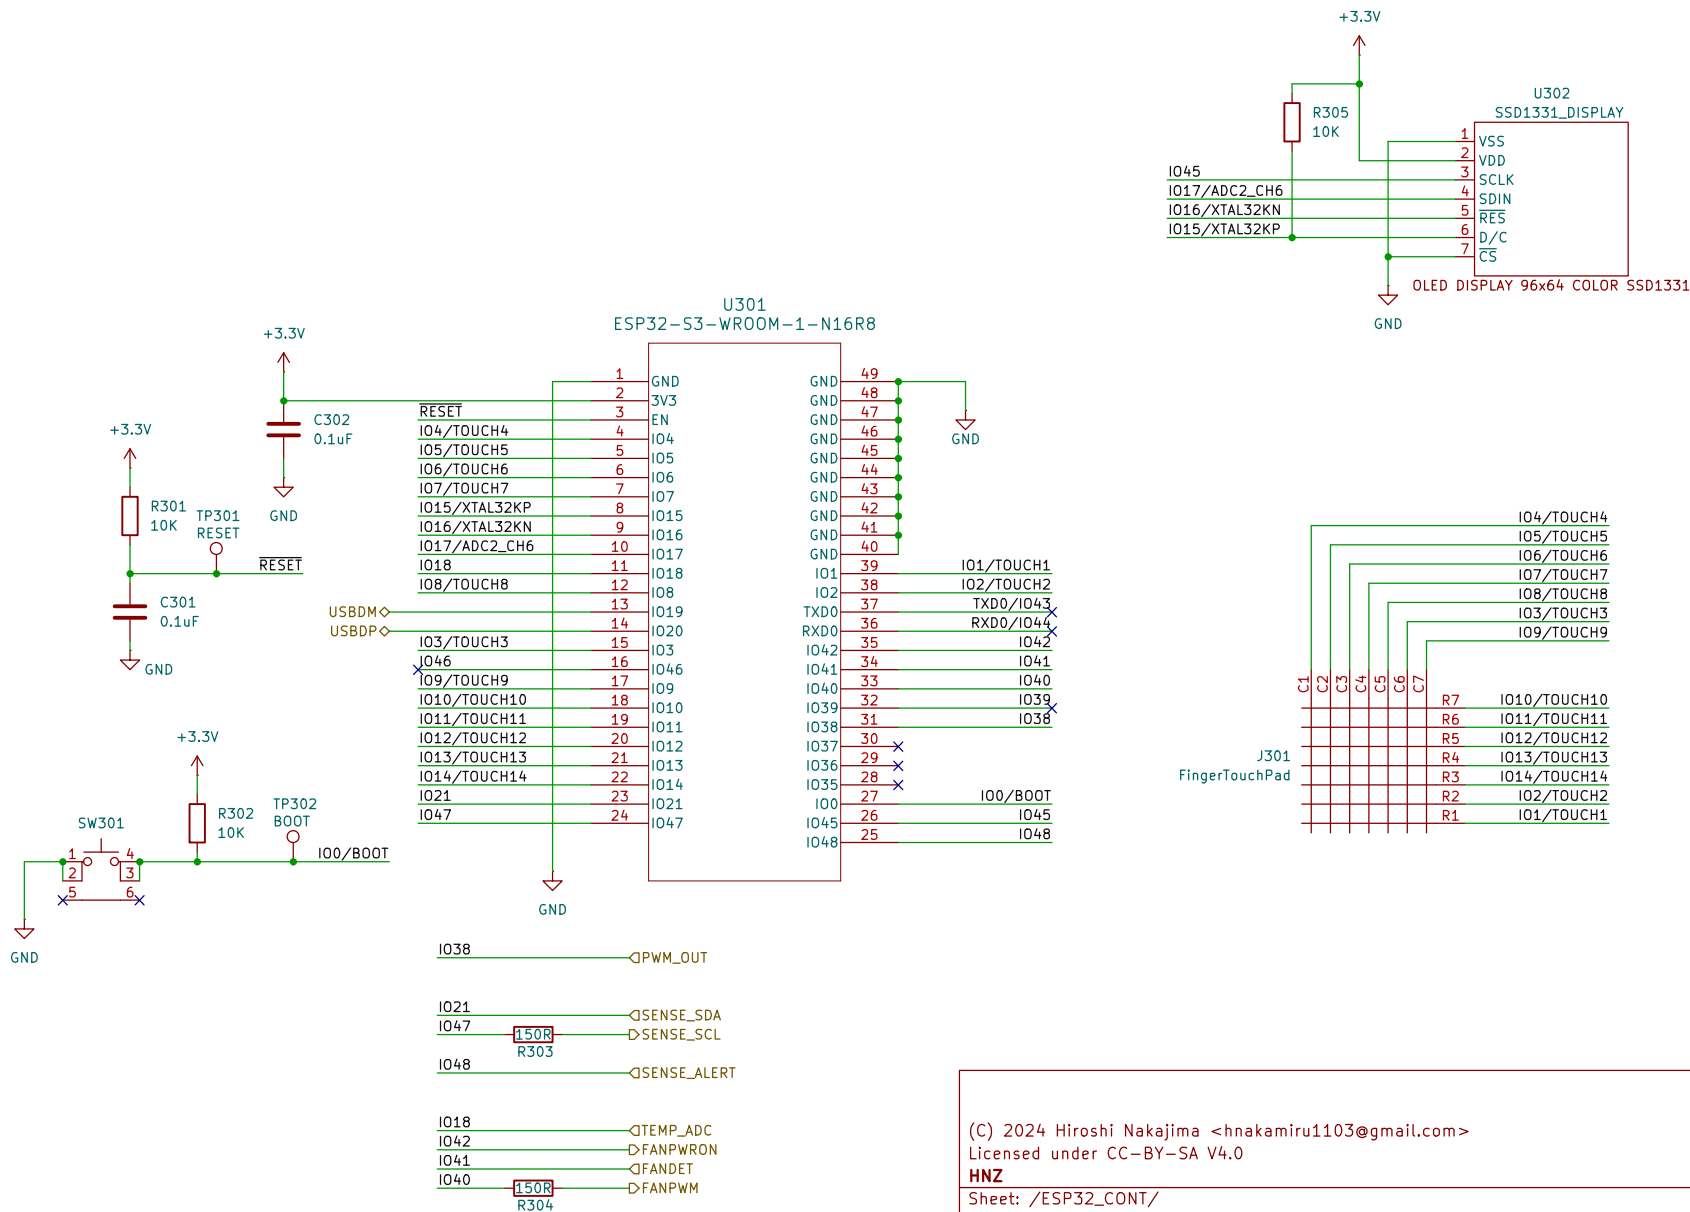 +3.3V
U302
SSD1331_DISPLAY
R305
10K
1 VSS
2 VDD
IO45 3 SCLK
IO17/ADC2_CH6 4 SDIN
IO16/XTAL32KN 5 RES
IO15/XTAL32KP 6 D/C
7 CS
OLED DISPLAY 96x64 COLOR SSD1331
GND
U301
ESP32-S3-WROOM-1-N16R8
+3.3V
C302
0.1uF
GND
+3.3V
R301
10K
TP301
RESET
RESET
C301
0.1uF
GND
1 GND
2 3V3
RESET 3 EN
IO4/TOUCH4 4 IO4
IO5/TOUCH5 5 IO5
IO6/TOUCH6 6 IO6
IO7/TOUCH7 7 IO7
IO15/XTAL32KP 8 IO15
IO16/XTAL32KN 9 IO16
IO17/ADC2_CH6 10 IO17
IO18 11 IO18
IO8/TOUCH8 12 IO8
USBDM 13 IO19
USBDP 14 IO20
IO3/TOUCH3 15 IO3
IO46 16 IO46
IO9/TOUCH9 17 IO9
IO10/TOUCH10 18 IO10
IO11/TOUCH11 19 IO11
IO12/TOUCH12 20 IO12
IO13/TOUCH13 21 IO13
IO14/TOUCH14 22 IO14
IO21 23 IO21
IO47 24 IO47
GND
GND 49
GND 48
GND 47
GND 46
GND 45
GND 44
GND 43
GND 42
GND 41
GND 40
GND
IO1 39 IO1/TOUCH1
IO2 38 IO2/TOUCH2
TXD0 37 TXD0/IO43
RXD0 36 RXD0/IO44
IO42 35 IO42
IO41 34 IO41
IO40 33 IO40
IO39 32 IO39
IO38 31 IO38
IO37 30
IO36 29
IO35 28
IO0 27 IO0/BOOT
IO45 26 IO45
IO48 25 IO48
IO4/TOUCH4
IO5/TOUCH5
IO6/TOUCH6
IO7/TOUCH7
IO8/TOUCH8
IO3/TOUCH3
IO9/TOUCH9
C1 C2 C3 C4 C5 C6 C7
R7 IO10/TOUCH10
R6 IO11/TOUCH11
R5 IO12/TOUCH12
R4 IO13/TOUCH13
R3 IO14/TOUCH14
R2 IO2/TOUCH2
R1 IO1/TOUCH1
J301
FingerTouchPad
+3.3V
R302
10K
TP302
BOOT
SW301
1 4
2 3
5 6
IO0/BOOT
GND
IO38 PWM_OUT
IO21 SENSE_SDA
IO47 150R SENSE_SCL
R303
IO48 SENSE_ALERT
IO18 TEMP_ADC
IO42 FANPWRON
IO41 FANDET
IO40 150R FANPWM
R304
(C) 2024 Hiroshi Nakajima <hnakamiru1103@gmail.com>
Licensed under CC-BY-SA V4.0
HNZ
Sheet: /ESP32_CONT/